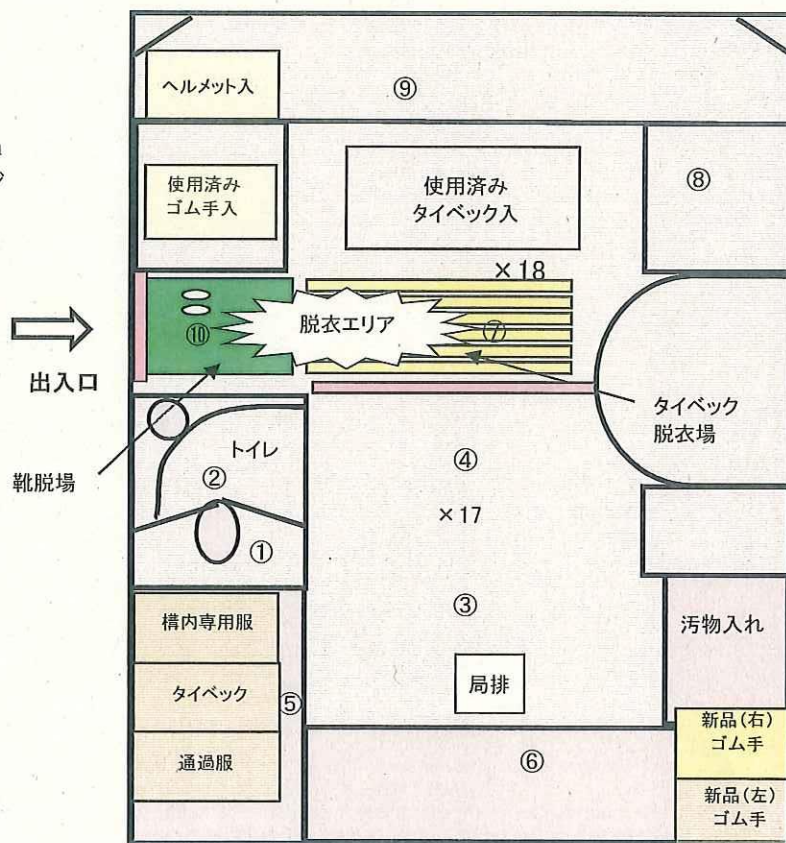 ヘルメット入
⑨
使用済み
ゴム手入
使用済み
タイベック入
⑧
×18
⑩
脱衣エリア
⑦
出入口
タイベック
脱衣場
靴脱場
トイレ
②
④
×17
①
③
構内専用服
汚物入れ
局排
タイベック
⑤
新品(右)
ゴム手
通過服
⑥
新品(左)
ゴム手